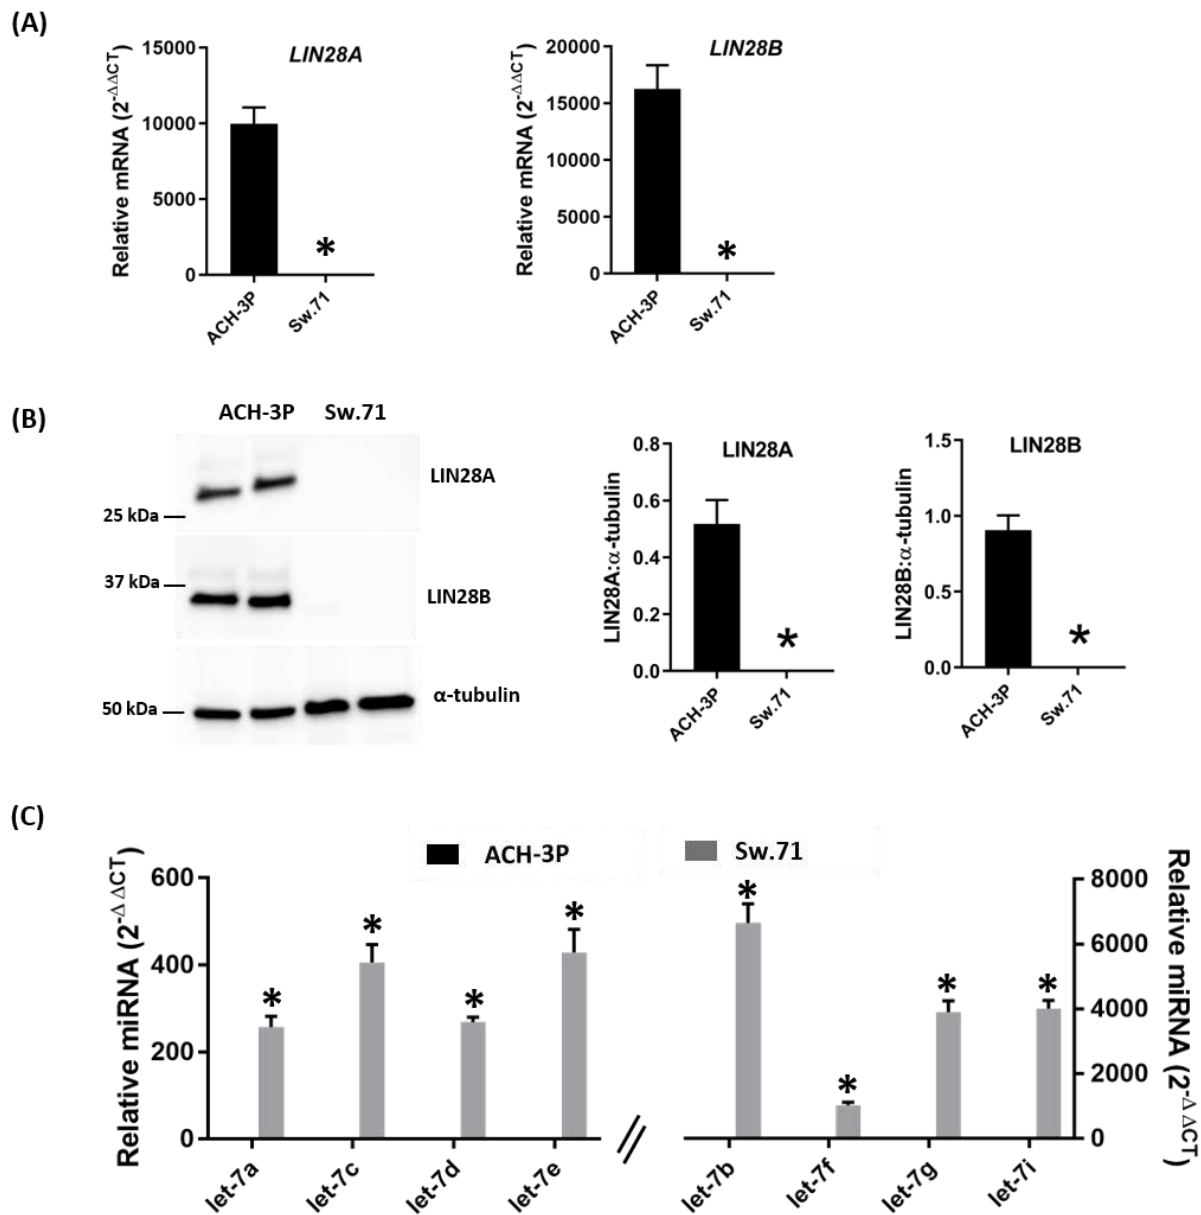 (A)
LIN28A
Relative mRNA (2-ΔΔCT)
15000
10000
5000
0
ACH-3P
Sw.71
LIN28B
Relative mRNA (2-ΔΔCT)
20000
15000
10000
5000
0
ACH-3P
Sw.71
*
*
(B)
ACH-3P Sw.71
LIN28A
25 kDa
37 kDa
LIN28B
α-tubulin
50 kDa
LIN28A
LIN28A:α-tubulin
0.8
0.6
0.4
0.2
0.0
*
ACH-3P
Sw.71
LIN28B
LIN28B:α-tubulin
1.5
1.0
0.5
0.0
*
ACH-3P
Sw.71
(C)
ACH-3P
Sw.71
Relative miRNA (2-Δ ΔCT)
600
400
200
0
* * * *
let-7a
let-7c
let-7d
let-7e
//
* * * *
let-7b
let-7f
let-7g
let-7i
8000
6000
4000
2000
0
Relative miRNA (2-Δ ΔCT)